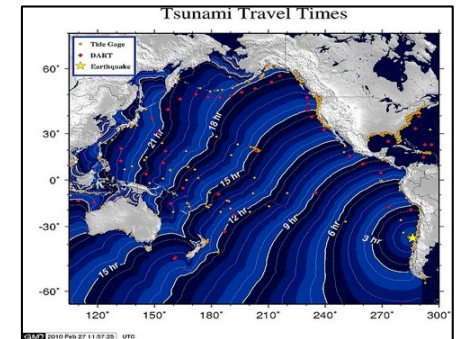 Tsunami Travel Times
Tide Gage
DART
Earthquake
60°
30°
0°
-30°
-60°
21 hr
18 hr
15 hr
12 hr
9 hr
6 hr
3 hr
15 hr
120° 150° 180° 210° 240° 270° 300°
GMT 2010 Feb 27 11:57:25 UTC